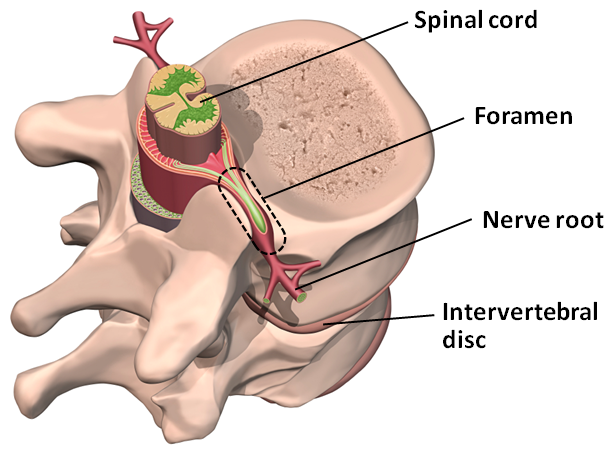 Spinal cord
Foramen
Nerve root
Intervertebral
disc